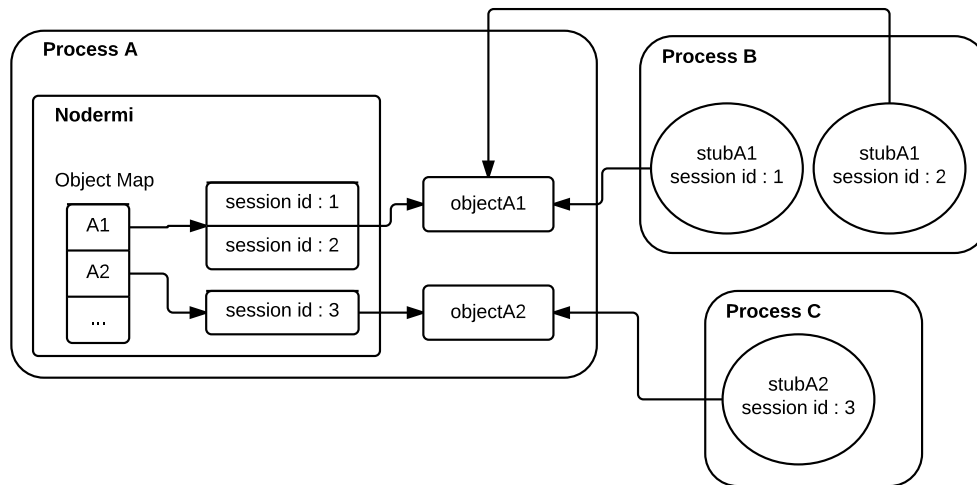 Process A
Nodermi
Object Map
A1
A2
...
session id : 1
session id : 2
session id : 3
objectA1
objectA2
Process B
stubA1
session id : 1
stubA1
session id : 2
Process C
stubA2
session id : 3